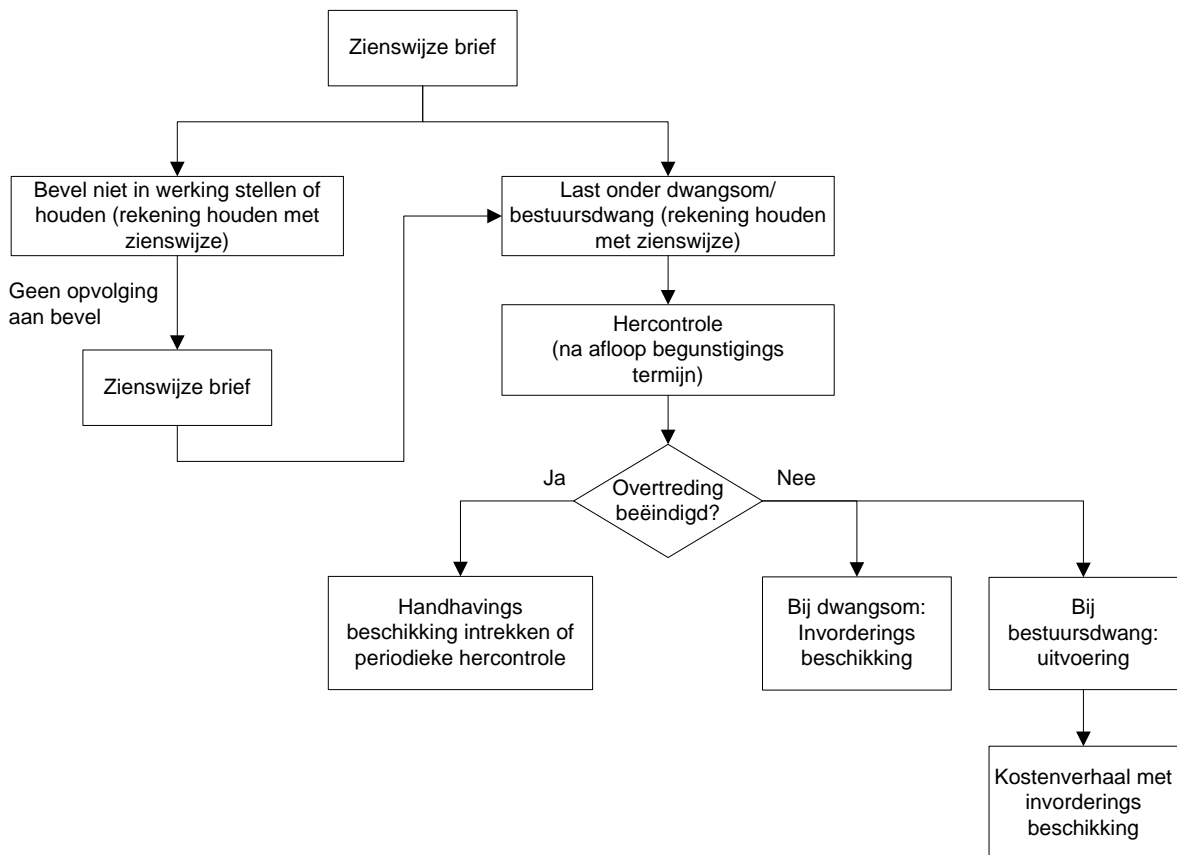 Zienswijze brief
Bevel niet in werking stellen of
houden (rekening houden met
zienswijze)
Last onder dwangsom/
bestuursdwang (rekening houden
met zienswijze)
Geen opvolging
aan bevel
Zienswijze brief
Hercontrole
(na afloop begunstigings
termijn)
Ja
Overtreding
beëindigd?
Nee
Handhavings
beschikking intrekken of
periodieke hercontrole
Bij dwangsom:
Invorderings
beschikking
Bij
bestuursdwang:
uitvoering
Kostenverhaal met
invorderings
beschikking